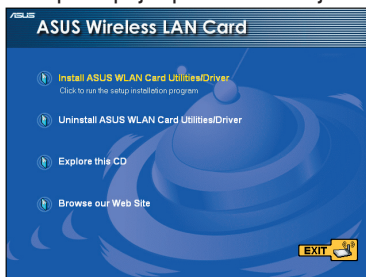 ASUS
ASUS Wireless LAN Card
Install ASUS WLAN Card Utilities/Driver
Click to run the setup installation program
Uninstall ASUS WLAN Card Utilities/Driver
Explore this CD
Browse our Web Site
EXIT